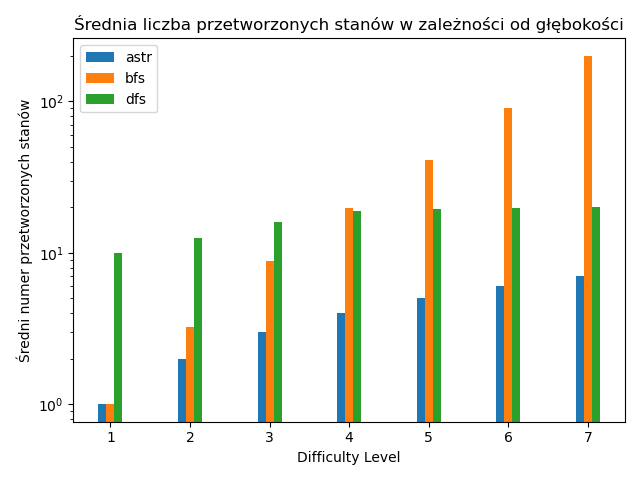 Średnia liczba przetworzonych stanów w zależności od głębokości
astr
bfs
dfs
Średni numer przetworzonych stanów
10²
10¹
10⁰
1 2 3 4 5 6 7
Difficulty Level